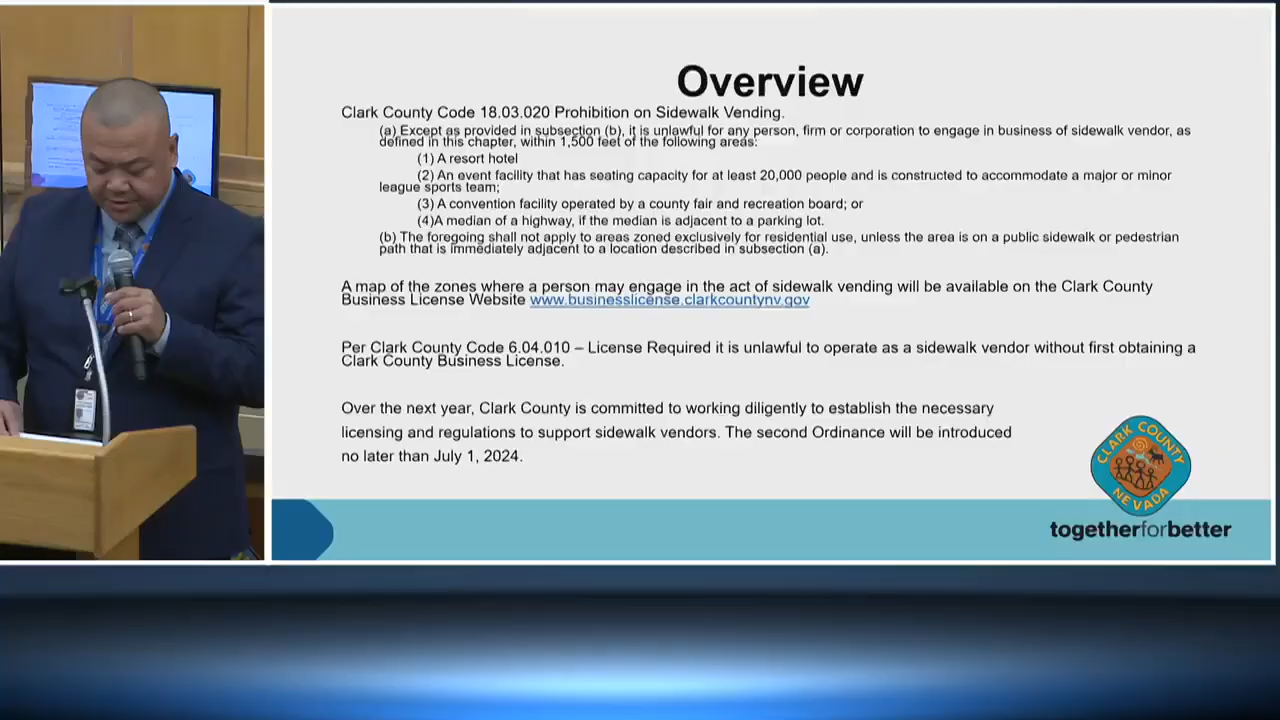 Overview
Clark County Code 18.03.020 Prohibition on Sidewalk Vending.
(a) Except as provided in subsection (b), it is unlawful for any person, firm or corporation to engage in business of sidewalk vendor, as
defined in this chapter, within 1,500 feet of the following areas:
(1) A resort hotel
(2) An event facility that has seating capacity for at least 20,000 people and is constructed to accommodate a major or minor
league sports team;
(3) A convention facility operated by a county fair and recreation board; or
(4)A median of a highway, if the median is adjacent to a parking lot.
(b) The foregoing shall not apply to areas zoned exclusively for residential use, unless the area is on a public sidewalk or pedestrian
path that is immediately adjacent to a location described in subsection (a).
A map of the zones where a person may engage in the act of sidewalk vending will be available on the Clark County
Business License Website www.businesslicense.clarkcountynv.gov
Per Clark County Code 6.04.010 – License Required it is unlawful to operate as a sidewalk vendor without first obtaining a
Clark County Business License.
Over the next year, Clark County is committed to working diligently to establish the necessary
licensing and regulations to support sidewalk vendors. The second Ordinance will be introduced
no later than July 1, 2024.
CLARK COUNTY
NEVADA
togetherforbetter